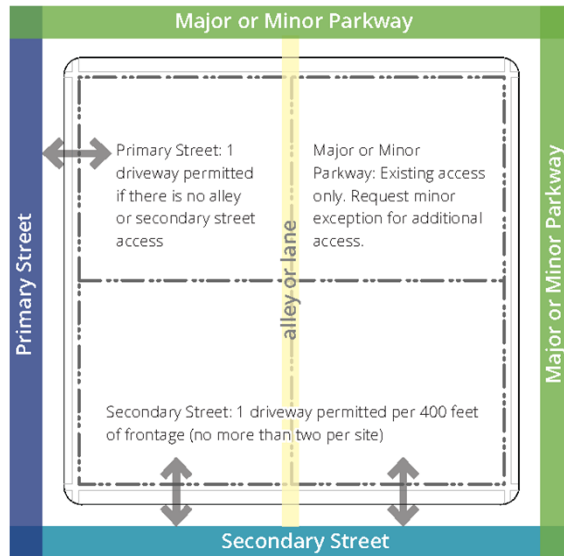 Major or Minor Parkway
Primary Street
Primary Street: 1
driveway permitted
if there is no alley
or secondary street
access
Major or Minor
Parkway: Existing access
only. Request minor
exception for additional
access.
alley or lane
Major or Minor Parkway
Secondary Street: 1 driveway permitted per 400 feet
of frontage (no more than two per site)
Secondary Street